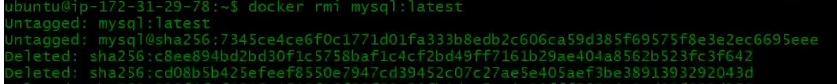 ubuntu@ip-172-31-29-78:~$ docker rmi mysql:latest
Untagged: mysql:latest
Untagged: mysql@sha256:7345ce4ce6f0c1771d01fa333b8edb2c606ca59d385f69575f8e3e2ec6695eee
Deleted: sha256:c8ee894bd2bd30f1c5758baf1c4cf2bd49ff7161b29ae404a8562b523fc3f642
Deleted: sha256:cd08b5b425efeef8550e7947cd39452c07c27ae5e405aef3be3891393292043d